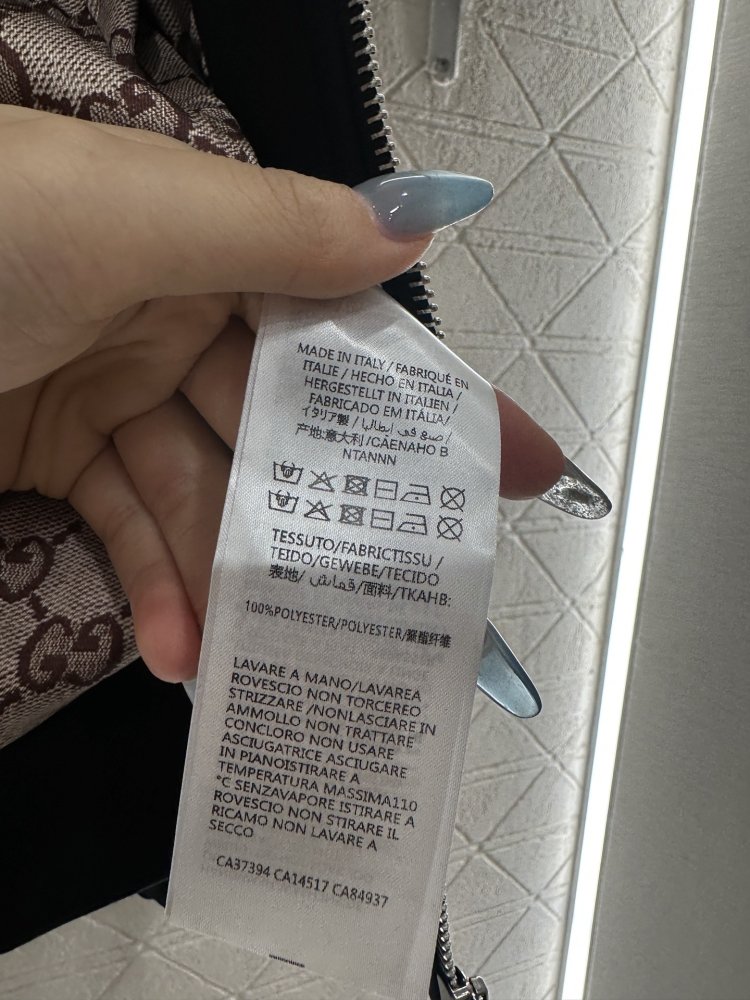 MADE IN ITALY / FABRIQUÉ EN
ITALIE / HECHO EN ITALIA /
HERGESTELLT IN ITALIEN /
FABRICADO EM ITÁLIA/
イタリア製 / صنع في ايطاليا /
产地:意大利/CAENAHO B
NTANNN
TESSUTO/FABRICTISSU /
TEIDO/GEWEBE/TECIDO
表地/ قماش /面料/TKAHB:
100%POLYESTER/POLYESTER/聚酯纤维
LAVARE A MANO/LAVAREA
ROVESCIO NON TORCEREO
STRIZZARE /NONLASCIARE IN
AMMOLLO NON TRATTARE
CONCLORO NON USARE
ASCIUGATRICE ASCIUGARE
IN PIANOISTIRARE A
TEMPERATURA MASSIMA110
°C SENZAVAPORE ISTIRARE A
ROVESCIO NON STIRARE IL
RICAMO NON LAVARE A
SECCO
CA37394 CA14517 CA84937